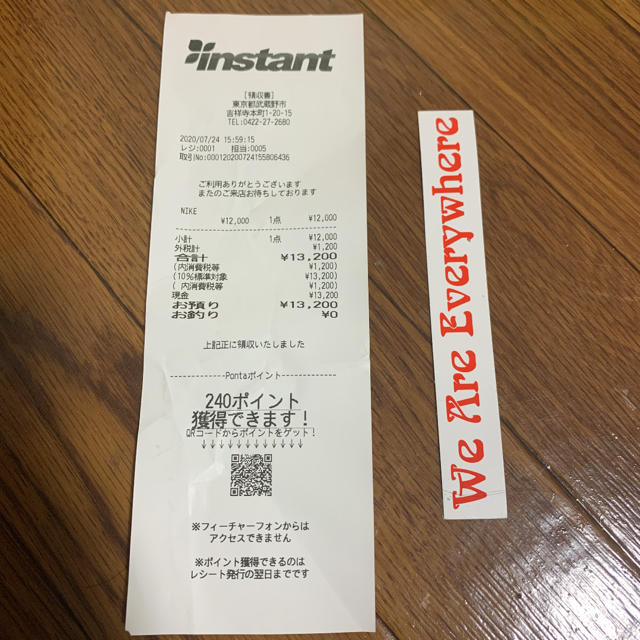 instant
[領収書]
東京都武蔵野市
吉祥寺本町1-20-15
TEL:0422-27-2680
2020/07/24 15:59:15
レジ:0001 担当:0005
取引No:000120200724155806436
ご利用ありがとうございます
またのご来店お待ちしております
NIKE
¥12,000 1点 ¥12,000
小計 1点 ¥12,000
外税計 ¥1,200
合計 ¥13,200
(内消費税等 ¥1,200)
(10%標準対象 ¥13,200)
( 内消費税等 ¥1,200)
現金 ¥13,200
お預り ¥13,200
お釣り ¥0
上記正に領収いたしました
------------Pontaポイント------------
240ポイント
獲得できます!
QRコードからポイントをゲット!
↓↓↓↓↓↓↓↓↓↓↓↓
※フィーチャーフォンからは
アクセスできません
※ポイント獲得できるのは
レシート発行の翌日までです
We Are Everywhere